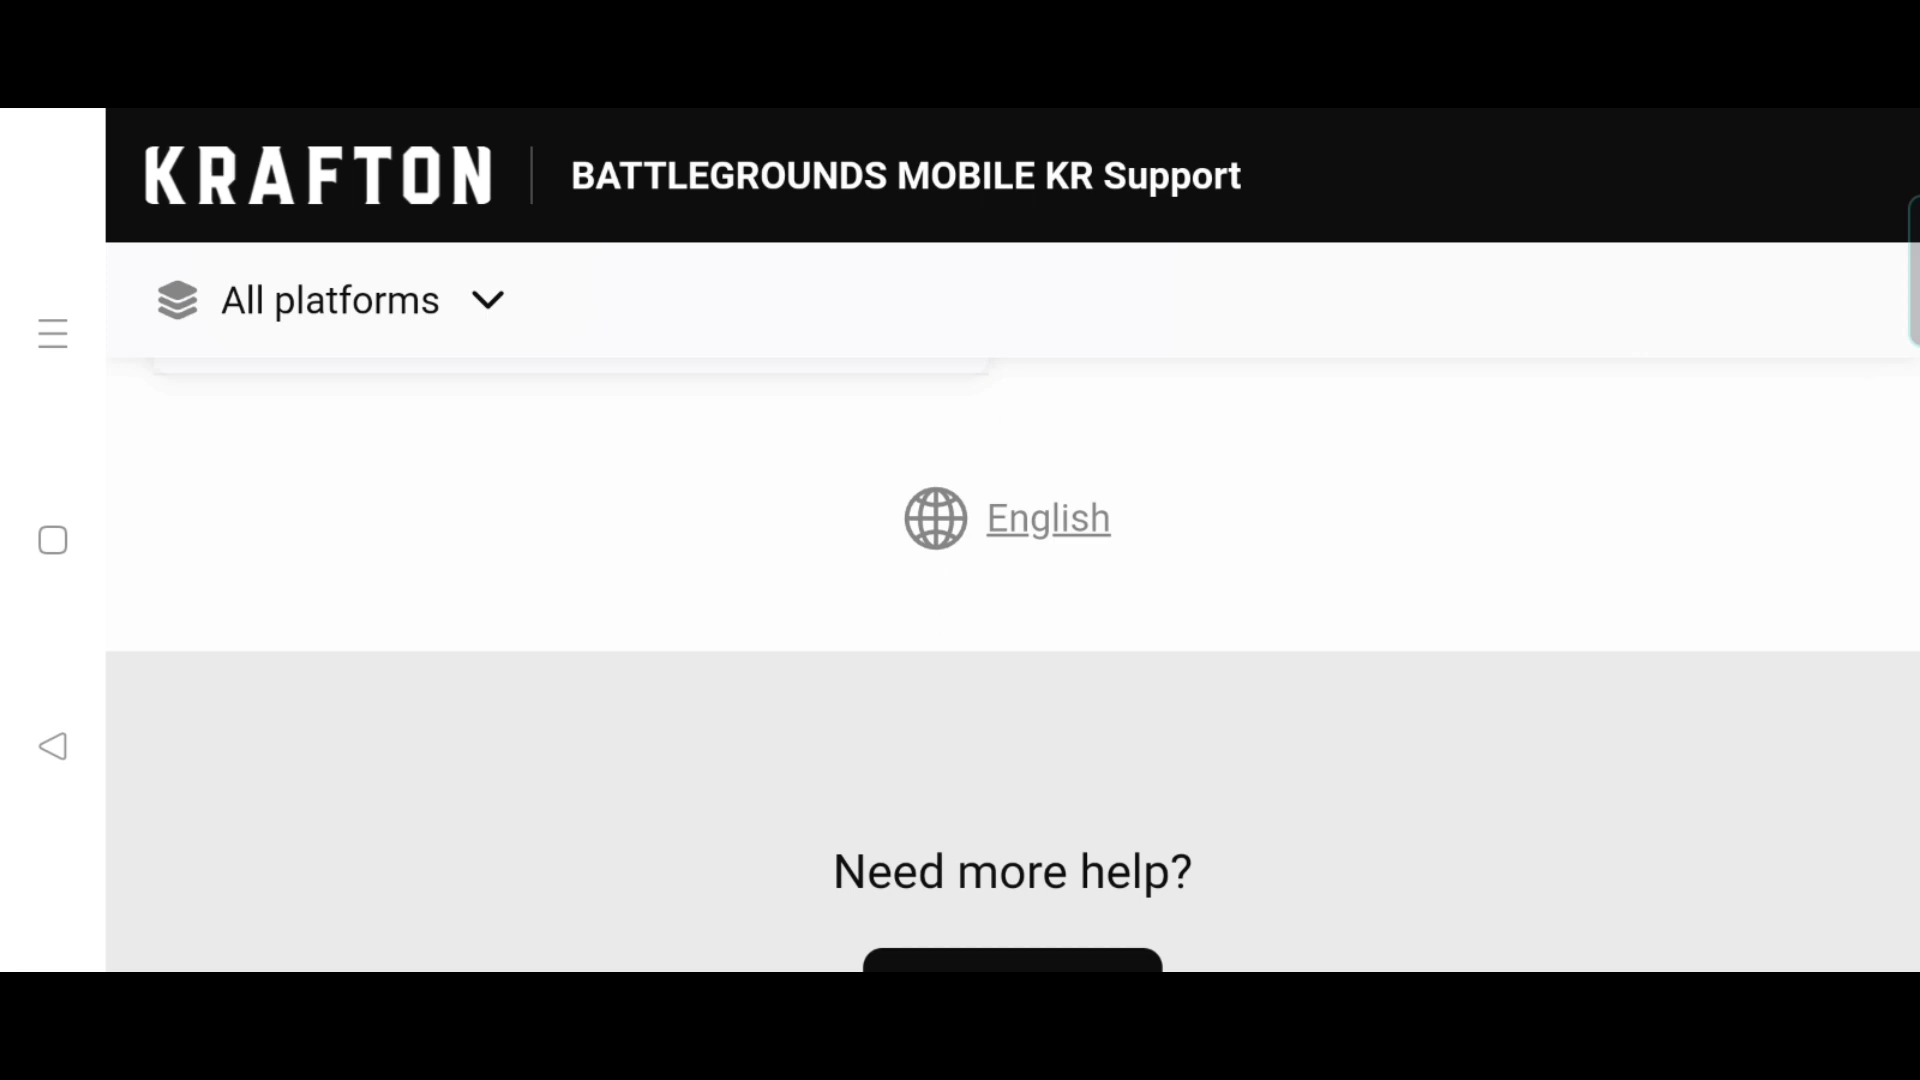 KRAFTON
BATTLEGROUNDS MOBILE KR Support
All platforms
English
Need more help?